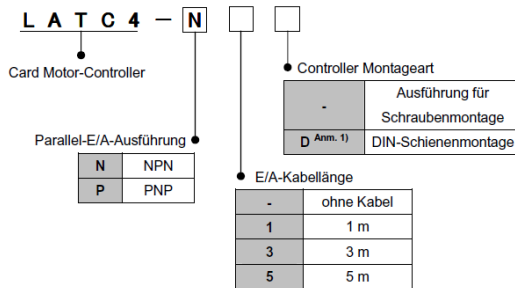 LATC4-N
Card Motor-Controller
Controller Montageart
- Ausführung für
Schraubenmontage
D Anm. 1) DIN-Schienenmontage
Parallel-E/A-Ausführung
N NPN
P PNP
E/A-Kabellänge
- ohne Kabel
1 1 m
3 3 m
5 5 m